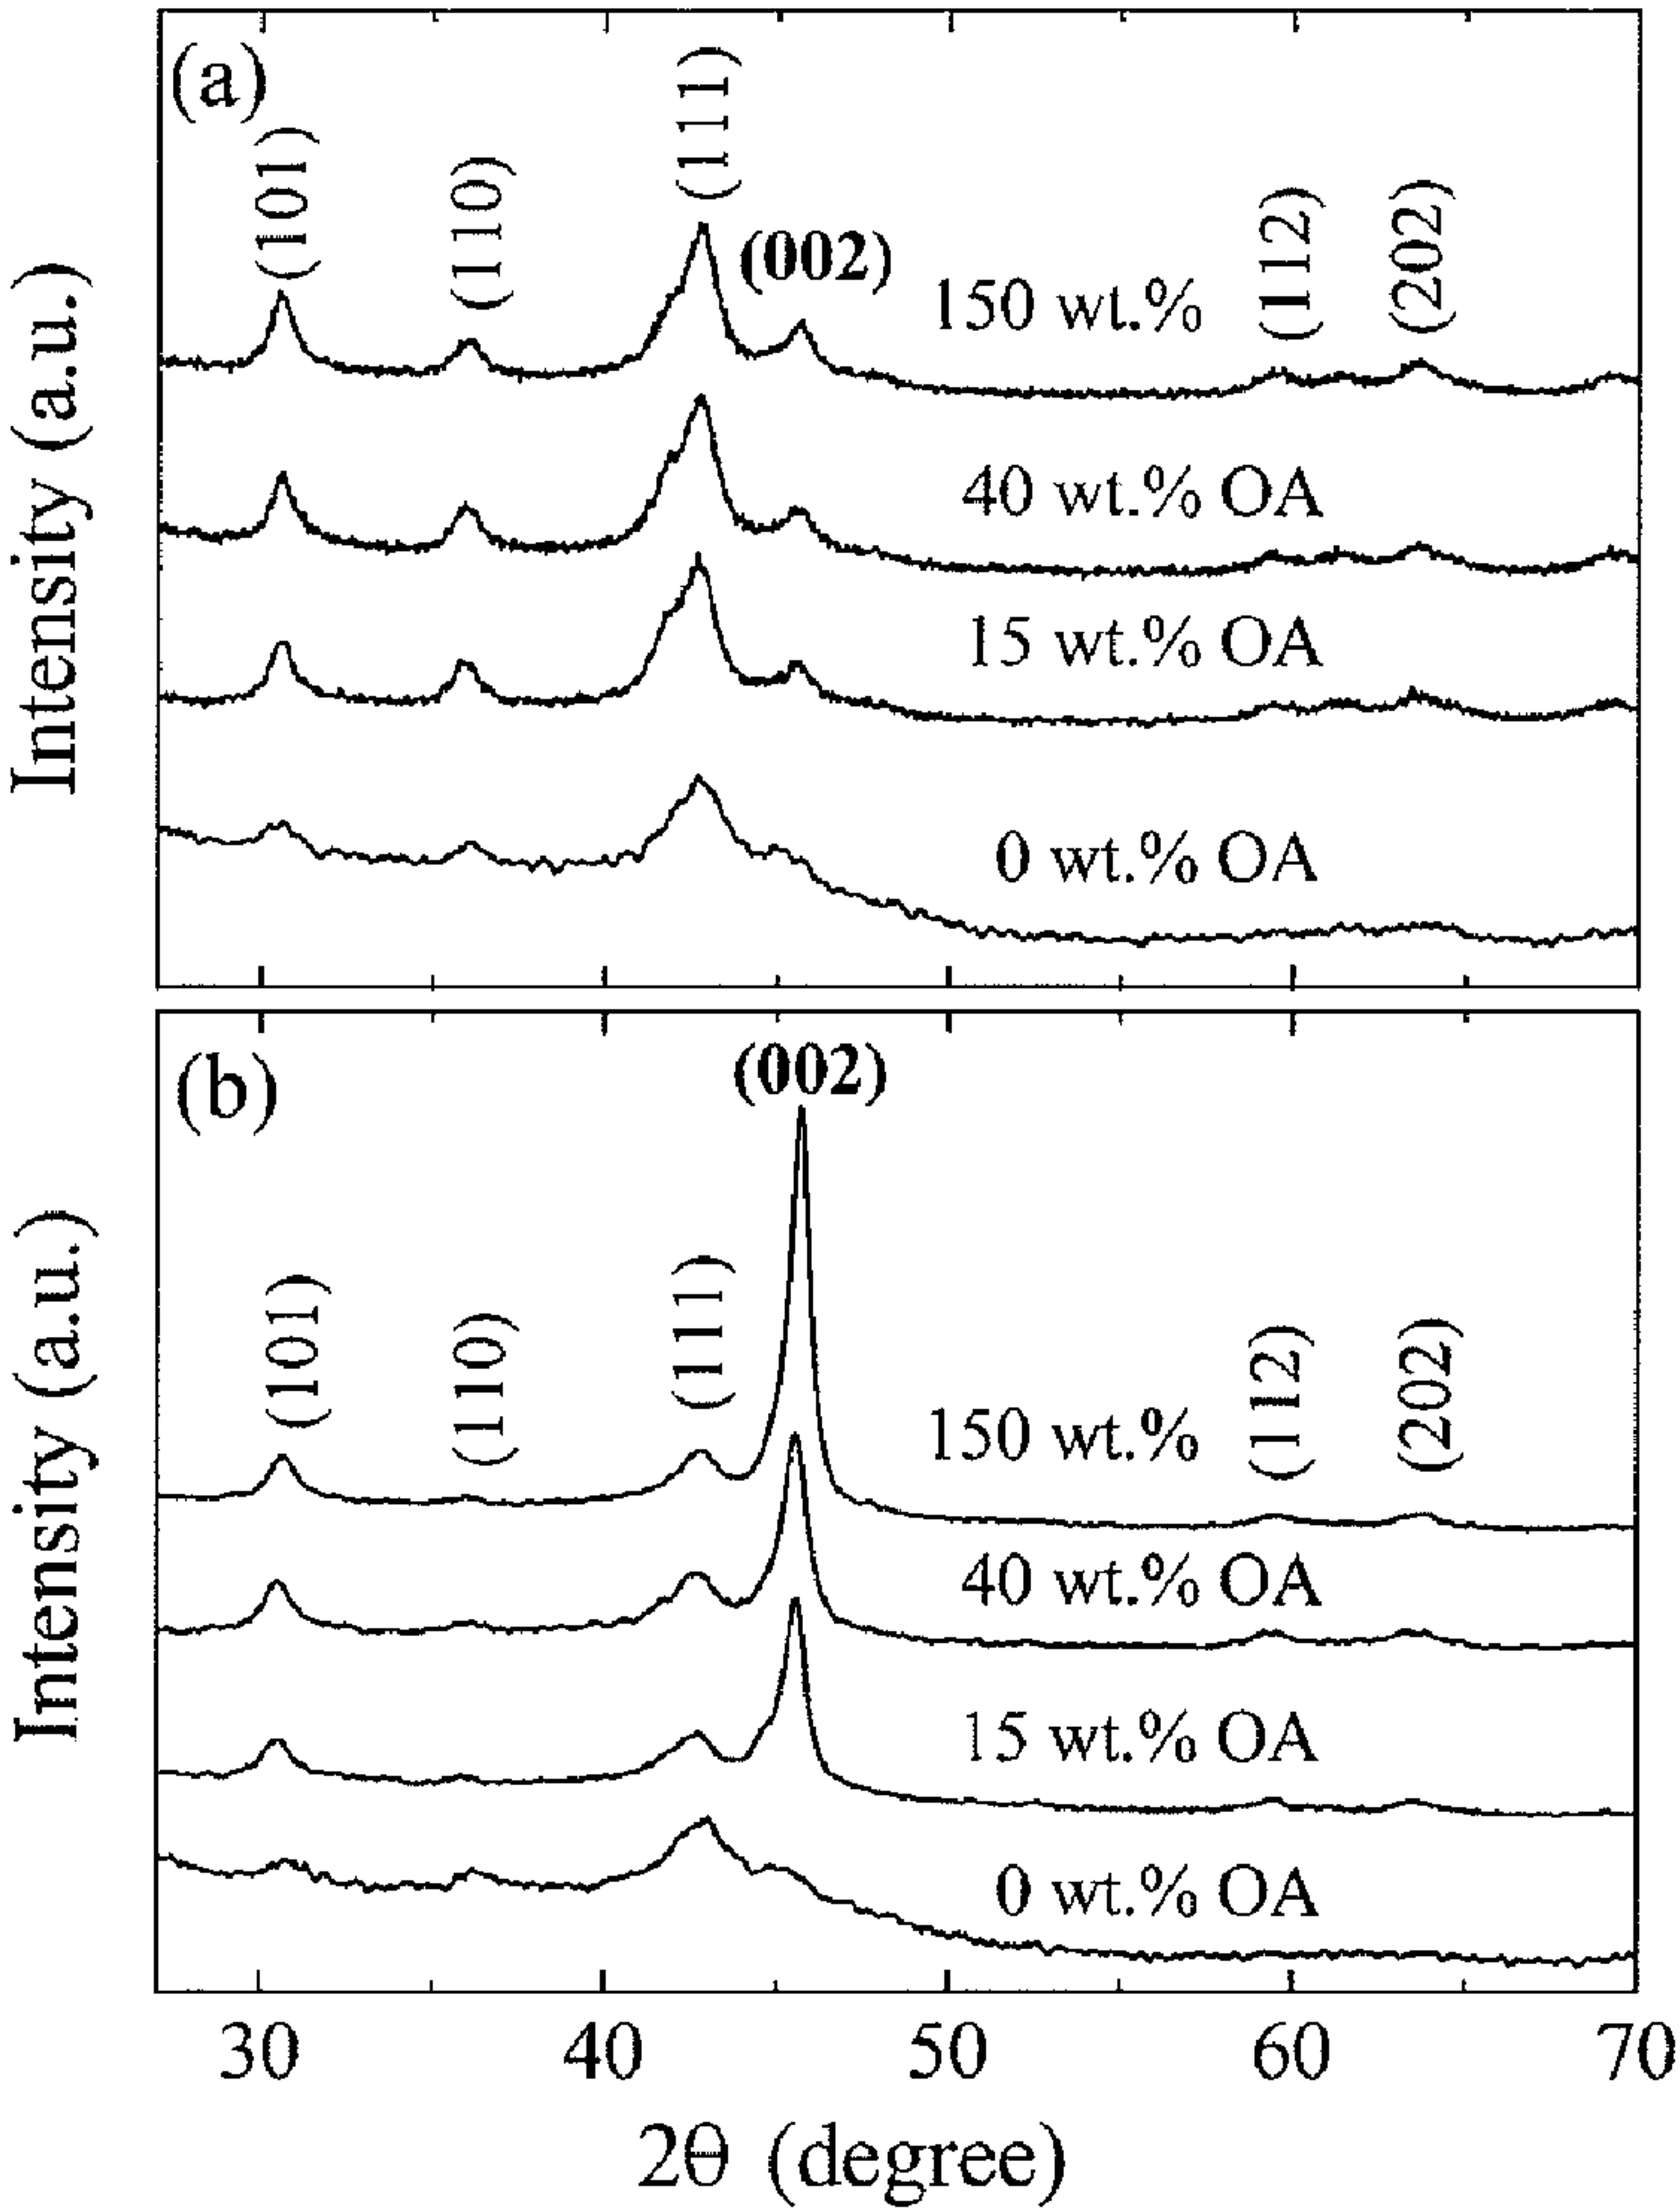 (a)
(101)
(110)
(111)
(002)
(112)
(202)
150 wt.%
40 wt.% OA
15 wt.% OA
0 wt.% OA
Intensity (a.u.)
(b)
(002)
(101)
(110)
(111)
(112)
(202)
150 wt.%
40 wt.% OA
15 wt.% OA
0 wt.% OA
Intensity (a.u.)
30 40 50 60 70
2θ (degree)